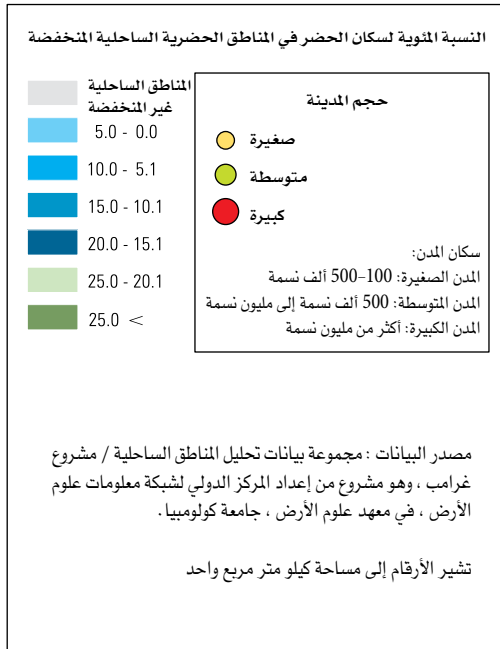 النسبة المئوية لسكان الحضر في المناطق الحضرية الساحلية المنخفضة
المناطق الساحلية
غير المنخفضة
5.0 - 0.0
10.0 - 5.1
15.0 - 10.1
20.0 - 15.1
25.0 - 20.1
25.0 <
حجم المدينة
صغيرة
متوسطة
كبيرة
سكان المدن:
المدن الصغيرة: 100–500 ألف نسمة
المدن المتوسطة: 500 ألف نسمة إلى مليون نسمة
المدن الكبيرة: أكثر من مليون نسمة
مصدر البيانات : مجموعة بيانات تحليل المناطق الساحلية / مشروع
غرامب ، وهو مشروع من إعداد المركز الدولي لشبكة معلومات علوم
الأرض ، في معهد علوم الأرض ، جامعة كولومبيا .
تشير الأرقام إلى مساحة كيلو متر مربع واحد